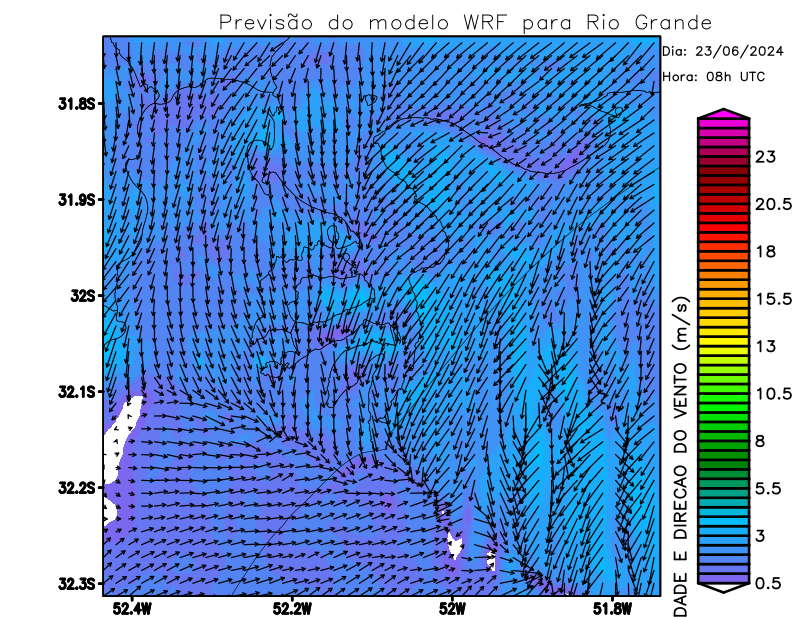 Previsão do modelo WRF para Rio Grande
Dia: 23/06/2024
Hora: 08h UTC
31.8S
31.9S
32S
32.1S
32.2S
32.3S
52.4W
52.2W
52W
51.8W
23
20.5
18
15.5
13
10.5
8
5.5
3
0.5
DADE E DIRECAO DO VENTO (m/s)